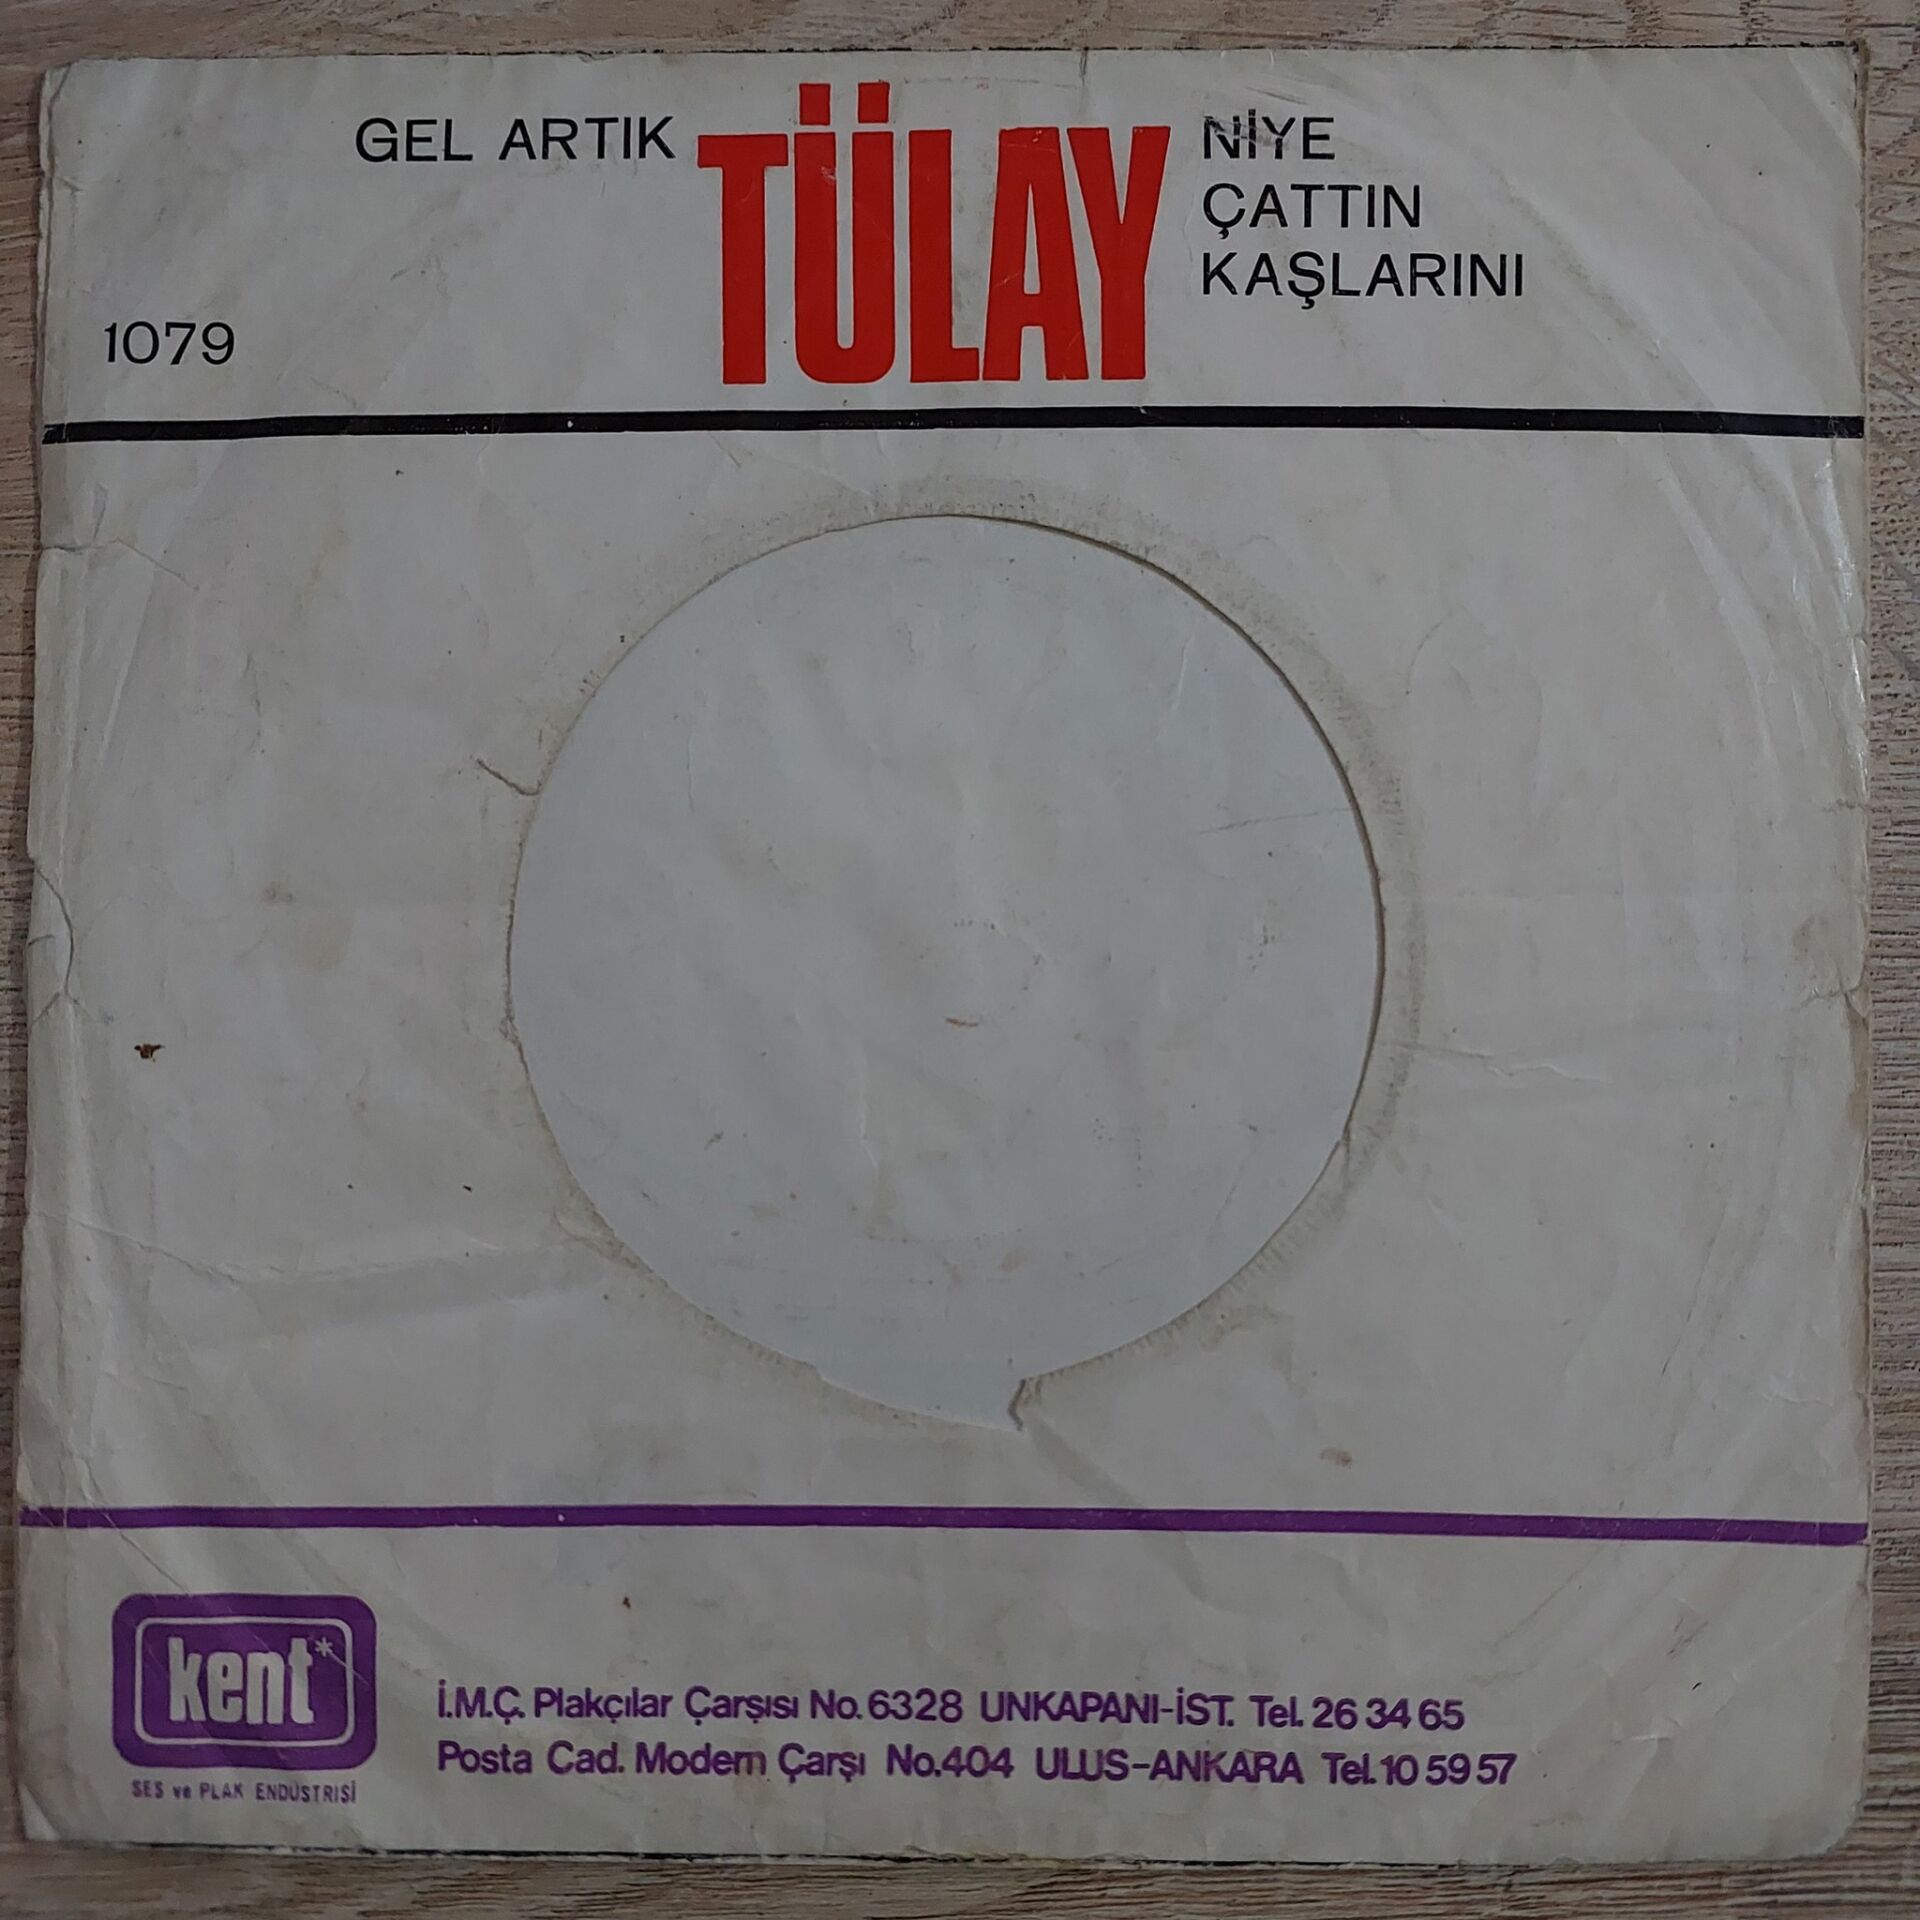 GEL ARTIK
TÜLAY
NİYE
ÇATTIN
KAŞLARINI
1079
kent*
SES ve PLAK ENDÜSTRİSİ
İ.M.Ç. Plakçılar Çarşısı No.6328 UNKAPANI-İST. Tel. 26 34 65
Posta Cad. Modern Çarşı No.404 ULUS-ANKARA Tel.10 59 57